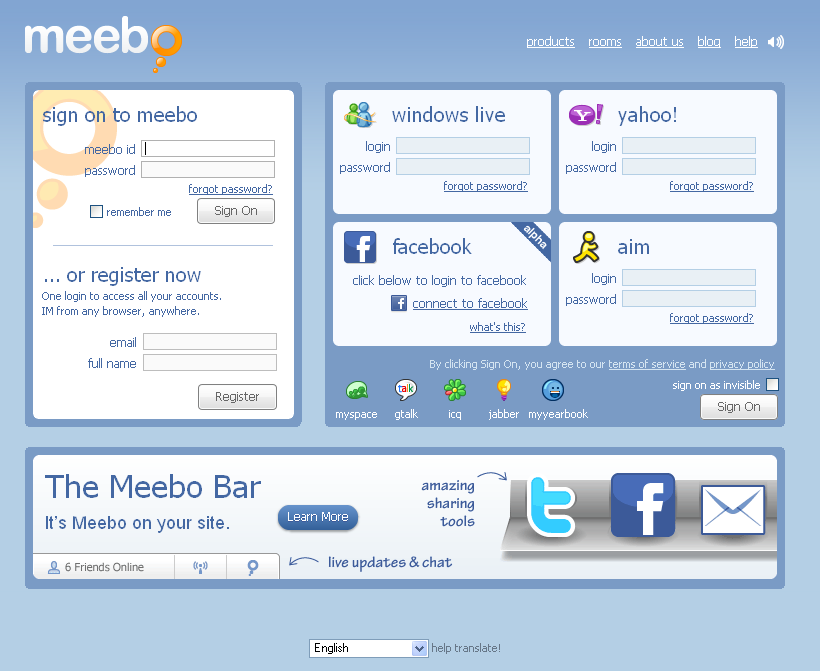 meebo
products rooms about us blog help
sign on to meebo
meebo id
password
forgot password?
remember me Sign On
... or register now
One login to access all your accounts.
IM from any browser, anywhere.
email
full name
Register
windows live
login
password
forgot password?
yahoo!
login
password
forgot password?
facebook
alpha
click below to login to facebook
connect to facebook
what's this?
aim
login
password
forgot password?
By clicking Sign On, you agree to our terms of service and privacy policy
talk
myspace gtalk icq jabber myyearbook
sign on as invisible
Sign On
The Meebo Bar
It's Meebo on your site.
Learn More
amazing
sharing
tools
6 Friends Online
live updates & chat
English help translate!